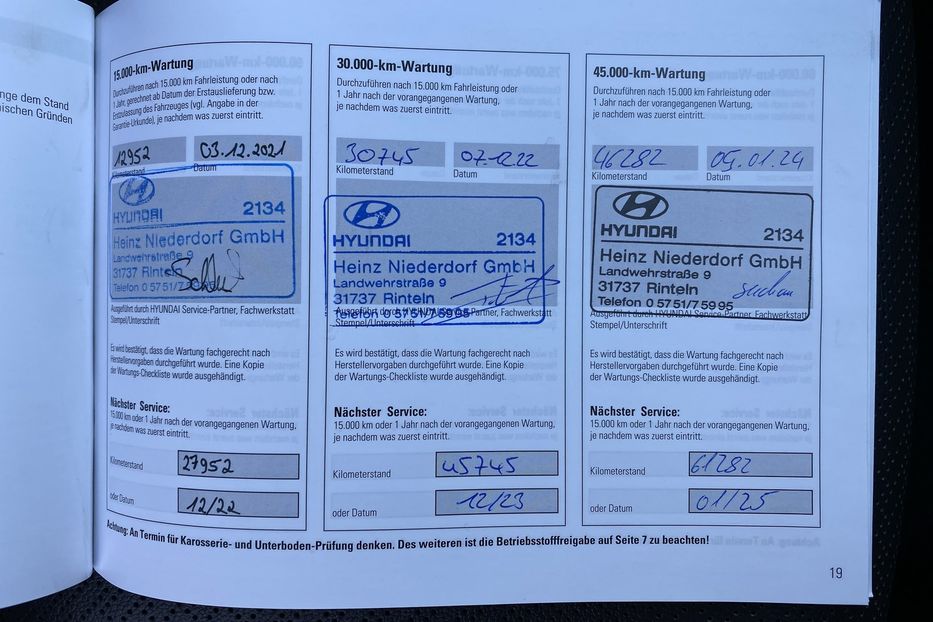 nge dem Stand
ischen Gründen
15.000-km-Wartung
Durchzuführen nach 15.000 km Fahrleistung oder nach
1 Jahr, gerechnet ab Datum der Erstauslieferung bzw.
Erstzulassung des Fahrzeuges (vgl. Angabe in der
Garantie-Urkunde), je nachdem was zuerst eintritt.
12952
03.12.2021
Kilometerstand
Datum
HYUNDAI
2134
Heinz Niederdorf GmbH
Landwehrstraße 9
31737 Rinteln
Telefon 0 57 51/7
Ausgeführt durch HYUNDAI Service-Partner, Fachwerkstatt
Stempel/Unterschrift
Es wird bestätigt, dass die Wartung fachgerecht nach
Herstellervorgaben durchgeführt wurde. Eine Kopie
der Wartungs-Checkliste wurde ausgehändigt.
Nächster Service:
15.000 km oder 1 Jahr nach der vorangegangenen Wartung,
je nachdem was zuerst eintritt.
Kilometerstand
27952
oder Datum
12/22
30.000-km-Wartung
Durchzuführen nach 15.000 km Fahrleistung oder
1 Jahr nach der vorangegangenen Wartung,
je nachdem was zuerst eintritt.
30745
07.12.22
Kilometerstand
Datum
HYUNDAI
2134
Heinz Niederdorf GmbH
Landwehrstraße 9
31737 Rinteln
Telefon 0 57 51/7 59 95
Ausgeführt durch HYUNDAI Service-Partner, Fachwerkstatt
Stempel/Unterschrift
Es wird bestätigt, dass die Wartung fachgerecht nach
Herstellervorgaben durchgeführt wurde. Eine Kopie
der Wartungs-Checkliste wurde ausgehändigt.
Nächster Service:
15.000 km oder 1 Jahr nach der vorangegangenen Wartung,
je nachdem was zuerst eintritt.
Kilometerstand
45745
oder Datum
12/23
45.000-km-Wartung
Durchzuführen nach 15.000 km Fahrleistung oder
1 Jahr nach der vorangegangenen Wartung,
je nachdem was zuerst eintritt.
46282
Kilometerstand
Datum
HYUNDAI
2134
Heinz Niederdorf GmbH
Landwehrstraße 9
31737 Rinteln
Telefon 0 57 51/7 59 95
Ausgeführt durch HYUNDAI Service-Partner, Fachwerkstatt
Stempel/Unterschrift
Es wird bestätigt, dass die Wartung fachgerecht nach
Herstellervorgaben durchgeführt wurde. Eine Kopie
der Wartungs-Checkliste wurde ausgehändigt.
Nächster Service:
15.000 km oder 1 Jahr nach der vorangegangenen Wartung,
je nachdem was zuerst eintritt.
Kilometerstand
61282
oder Datum
01/25
Achtung: An Termin für Karosserie- und Unterboden-Prüfung denken. Des weiteren ist die Betriebsstofffreigabe auf Seite 7 zu beachten!
19